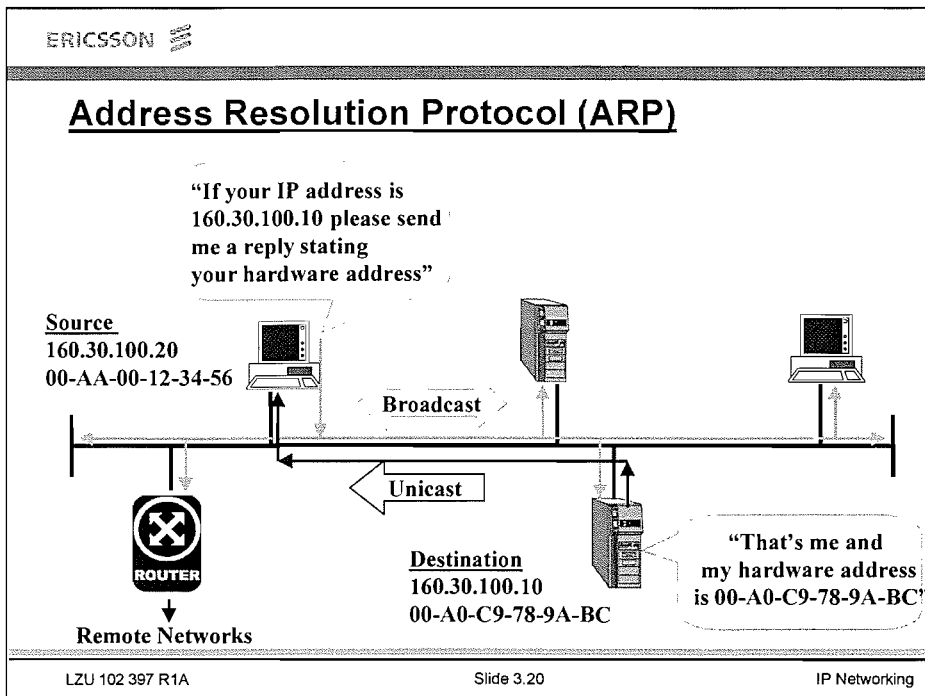 ERICSSON
Address Resolution Protocol (ARP)
“If your IP address is
160.30.100.10 please send
me a reply stating
your hardware address”
Source
160.30.100.20
00-AA-00-12-34-56
Broadcast
Unicast
ROUTER
Remote Networks
Destination
160.30.100.10
00-A0-C9-78-9A-BC
“That's me and
my hardware address
is 00-A0-C9-78-9A-BC”
LZU 102 397 R1A
Slide 3.20
IP Networking